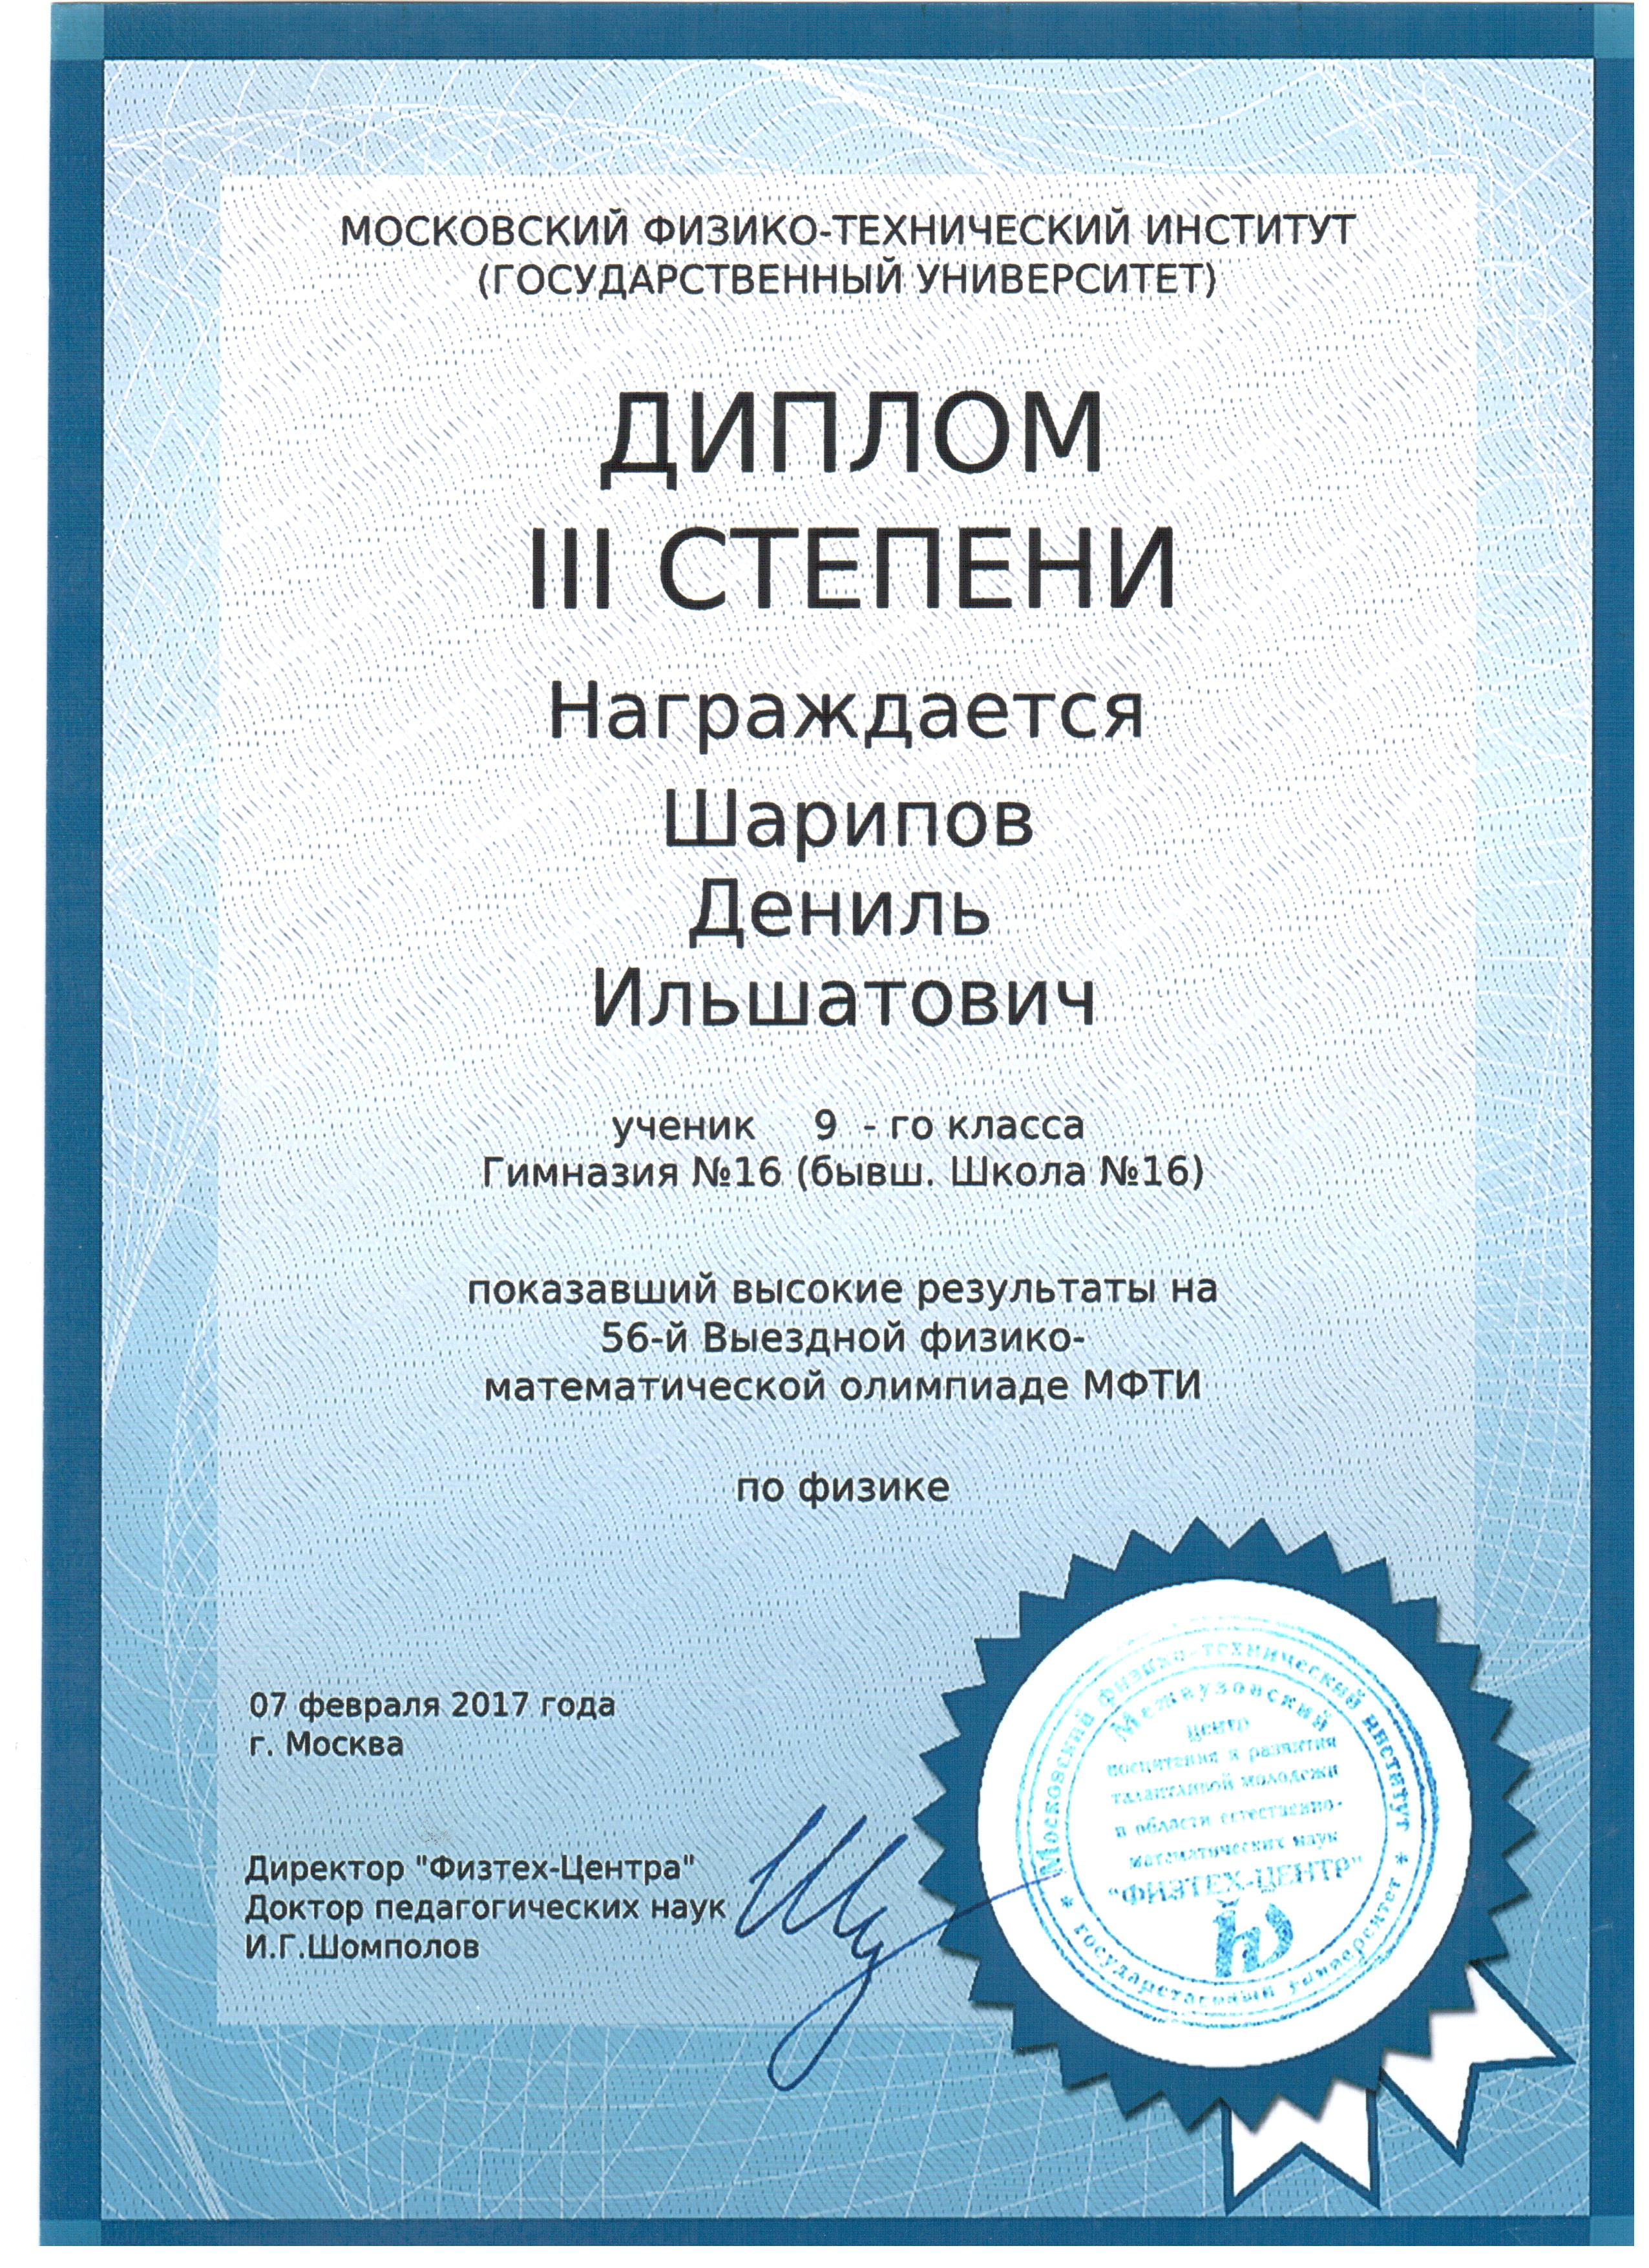 МОСКОВСКИЙ ФИЗИКО-ТЕХНИЧЕСКИЙ ИНСТИТУТ
(ГОСУДАРСТВЕННЫЙ УНИВЕРСИТЕТ)
ДИПЛОМ
III СТЕПЕНИ
Награждается
Шарипов
Дениль
Ильшатович
ученик 9 - го класса
Гимназия №16 (бывш. Школа №16)
показавший высокие результаты на
56-й Выездной физико-
математической олимпиаде МФТИ
по физике
07 февраля 2017 года
г. Москва
Директор "Физтех-Центра"
Доктор педагогических наук
И.Г.Шомполов
Московский физико-технический институт
* государственный университет *
Межвузовский
центр
воспитания и развития
талантливой молодежи
в области естественно-
математических наук
"ФИЗТЕХ-ЦЕНТР"